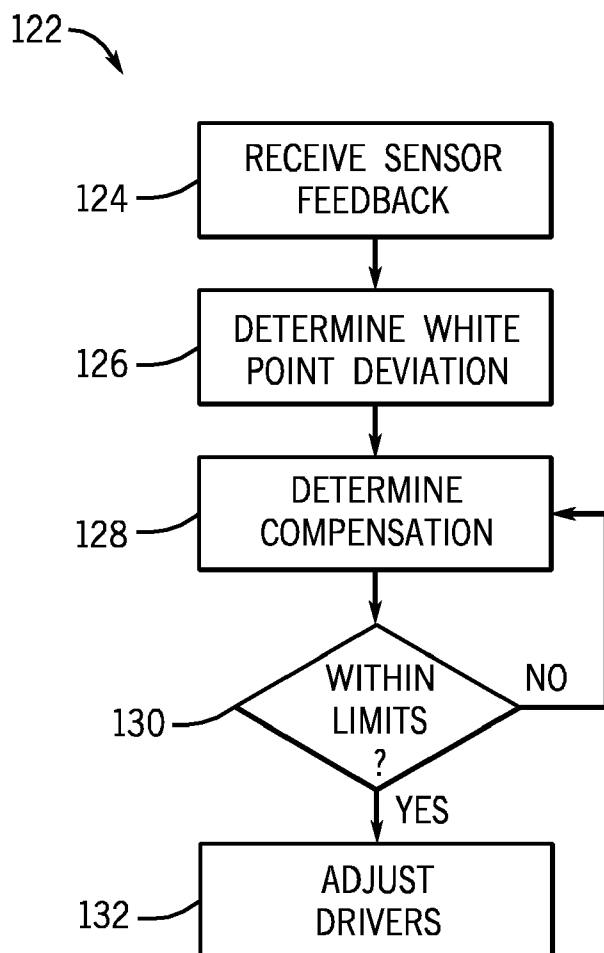 122
RECEIVE SENSOR
FEEDBACK
124
DETERMINE WHITE
POINT DEVIATION
126
DETERMINE
COMPENSATION
128
WITHIN
LIMITS
?
NO
130
YES
ADJUST
DRIVERS
132